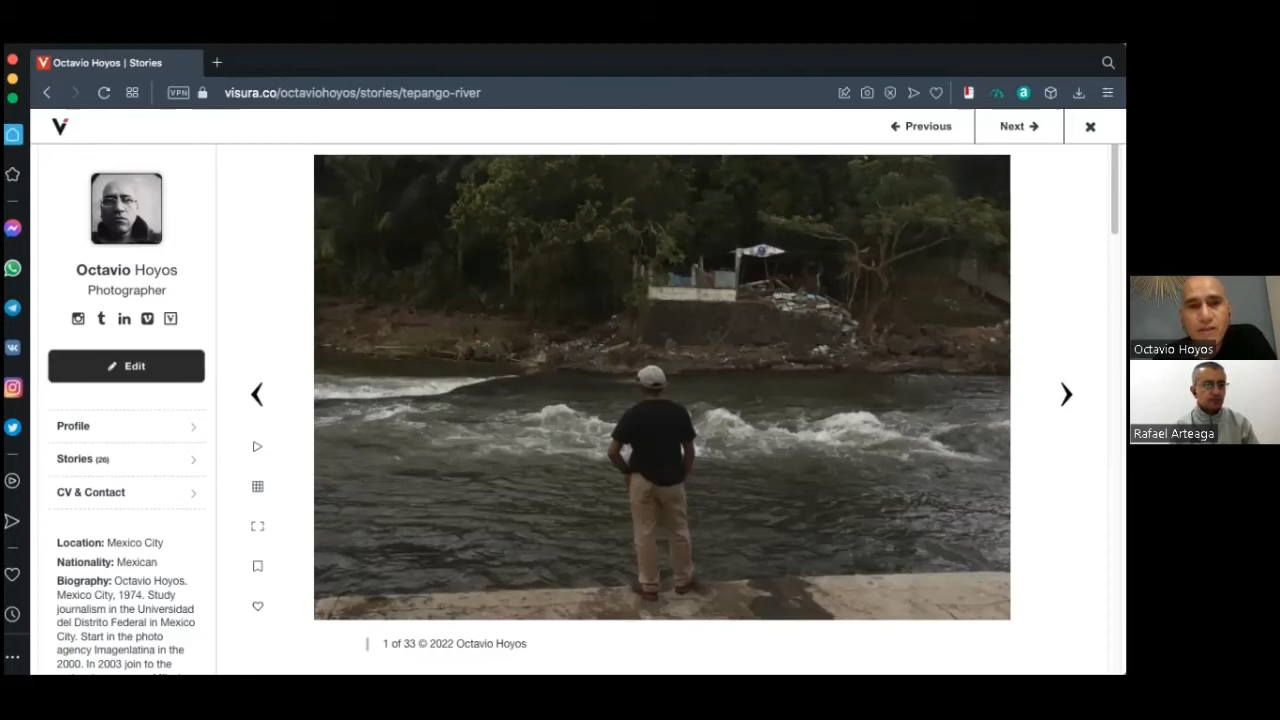 Octavio Hoyos | Stories
VPN
visura.co/octaviohoyos/stories/tepango-river
Previous
Next
Octavio Hoyos
Photographer
Edit
Profile
Stories (26)
CV & Contact
Location: Mexico City
Nationality: Mexican
Biography: Octavio Hoyos.
Mexico City, 1974. Study
journalism in the Universidad
del Distrito Federal in Mexico
City. Start in the photo
agency Imagenlatina in the
2000. In 2003 join to the
1 of 33 © 2022 Octavio Hoyos
Octavio Hoyos
Rafael Arteaga